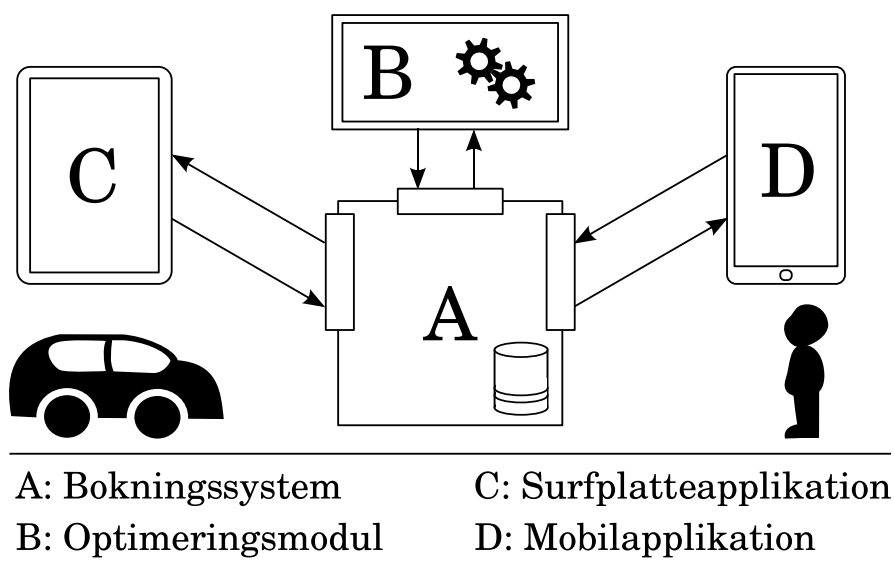 B
C
D
A
A: Bokningssystem
C: Surfplatteapplikation
B: Optimeringsmodul
D: Mobilapplikation